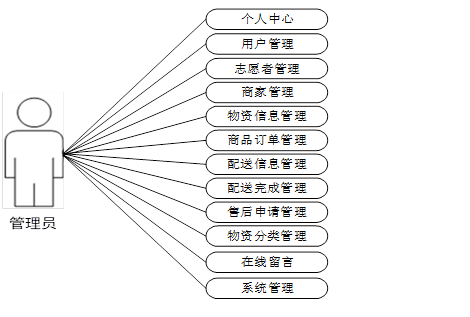 个人中心
用户管理
志愿者管理
商家管理
物资信息管理
商品订单管理
配送信息管理
配送完成管理
售后申请管理
物资分类管理
在线留言
系统管理
管理员